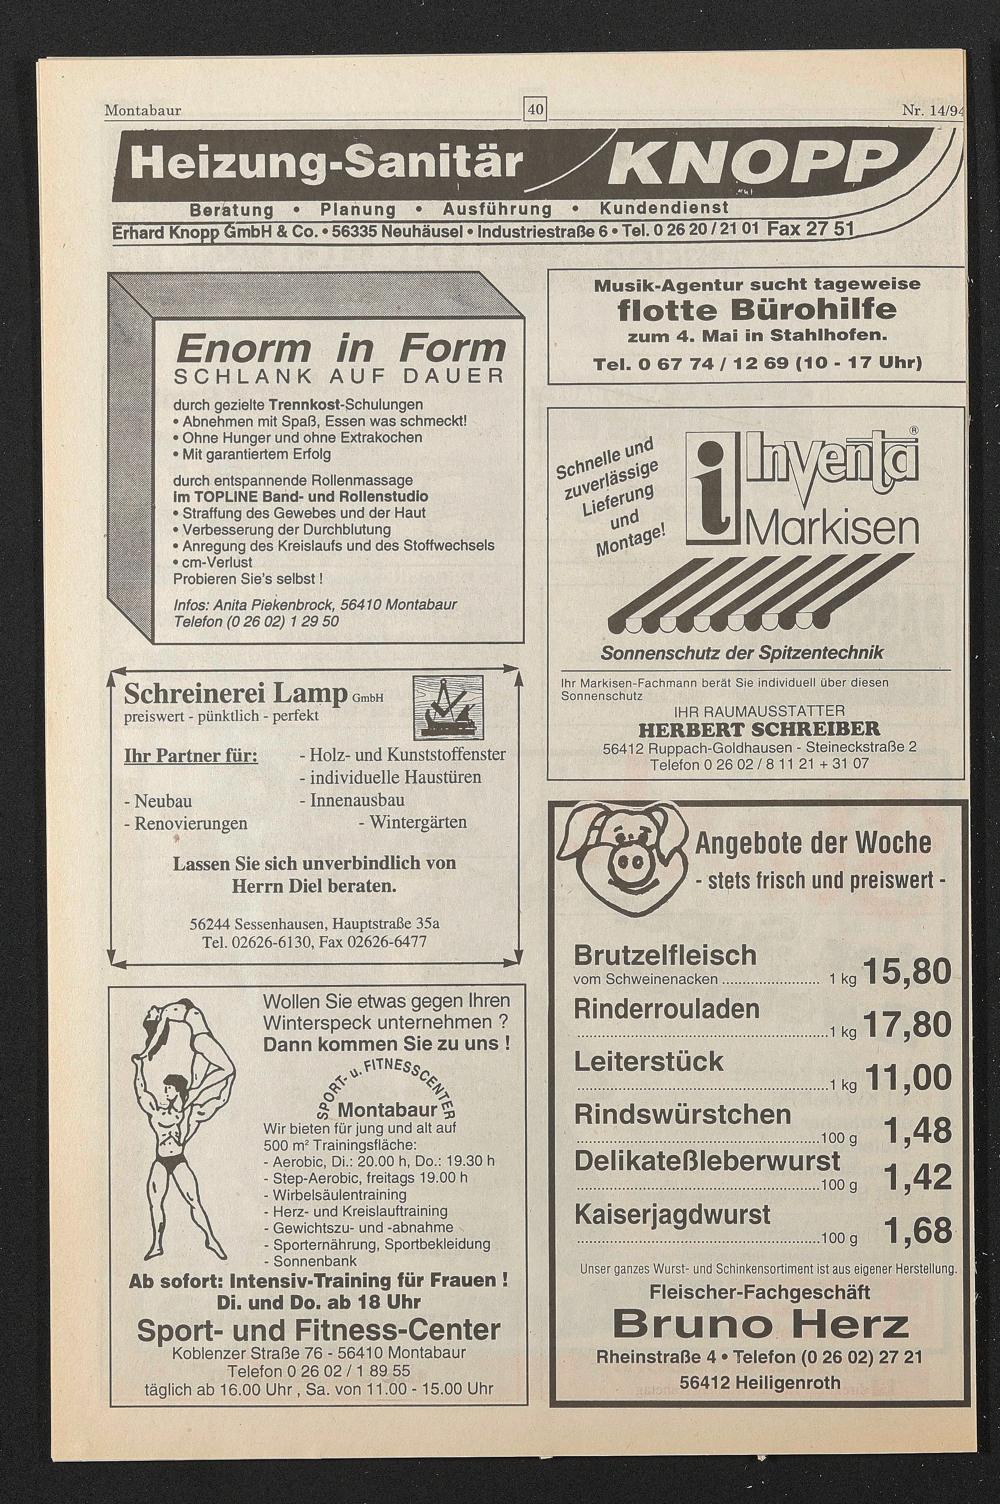 Montabaur
40
Nr. 14/94
Heizung-Sanitär KNOPP
Beratung • Planung • Ausführung • Kundendienst
Erhard Knopp GmbH & Co. • 56335 Neuhäusel • Industriestraße 6 • Tel. 0 26 20 / 21 01 Fax 27 51
Enorm in Form
SCHLANK AUF DAUER
durch gezielte Trennkost-Schulungen
• Abnehmen mit Spaß, Essen was schmeckt!
• Ohne Hunger und ohne Extrakochen
• Mit garantiertem Erfolg
durch entspannende Rollenmassage
im TOPLINE Band- und Rollenstudio
• Straffung des Gewebes und der Haut
• Verbesserung der Durchblutung
• Anregung des Kreislaufs und des Stoffwechsels
• cm-Verlust
Probieren Sie's selbst !
Infos: Anita Piekenbrock, 56410 Montabaur
Telefon (0 26 02) 1 29 50
Musik-Agentur sucht tageweise
flotte Bürohilfe
zum 4. Mai in Stahlhofen.
Tel. 0 67 74 / 12 69 (10 - 17 Uhr)
Schnelle und
zuverlässige
Lieferung
und
Montage!
i Inventa®
Markisen
Sonnenschutz der Spitzentechnik
Ihr Markisen-Fachmann berät Sie individuell über diesen
Sonnenschutz
IHR RAUMAUSSTATTER
HERBERT SCHREIBER
56412 Ruppach-Goldhausen - Steineckstraße 2
Telefon 0 26 02 / 8 11 21 + 31 07
Schreinerei Lamp GmbH
preiswert - pünktlich - perfekt
Ihr Partner für:
- Holz- und Kunststoffenster
- individuelle Haustüren
- Neubau
- Innenausbau
- Renovierungen
- Wintergärten
Lassen Sie sich unverbindlich von
Herrn Diel beraten.
56244 Sessenhausen, Hauptstraße 35a
Tel. 02626-6130, Fax 02626-6477
Wollen Sie etwas gegen Ihren
Winterspeck unternehmen ?
Dann kommen Sie zu uns !
SPORT- u. FITNESSCENTER
Montabaur
Wir bieten für jung und alt auf
500 m² Trainingsfläche:
- Aerobic, Di.: 20.00 h, Do.: 19.30 h
- Step-Aerobic, freitags 19.00 h
- Wirbelsäulentraining
- Herz- und Kreislauftraining
- Gewichtszu- und -abnahme
- Sporternährung, Sportbekleidung
- Sonnenbank
Ab sofort: Intensiv-Training für Frauen !
Di. und Do. ab 18 Uhr
Sport- und Fitness-Center
Koblenzer Straße 76 - 56410 Montabaur
Telefon 0 26 02 / 1 89 55
täglich ab 16.00 Uhr , Sa. von 11.00 - 15.00 Uhr
Angebote der Woche
- stets frisch und preiswert -
Brutzelfleisch
vom Schweinenacken ........................ 1 kg 15,80
Rinderrouladen
..............................................................1 kg 17,80
Leiterstück
..............................................................1 kg 11,00
Rindswürstchen
............................................................100 g 1,48
Delikateßleberwurst
............................................................100 g 1,42
Kaiserjagdwurst
............................................................100 g 1,68
Unser ganzes Wurst- und Schinkensortiment ist aus eigener Herstellung.
Fleischer-Fachgeschäft
Bruno Herz
Rheinstraße 4 • Telefon (0 26 02) 27 21
56412 Heiligenroth